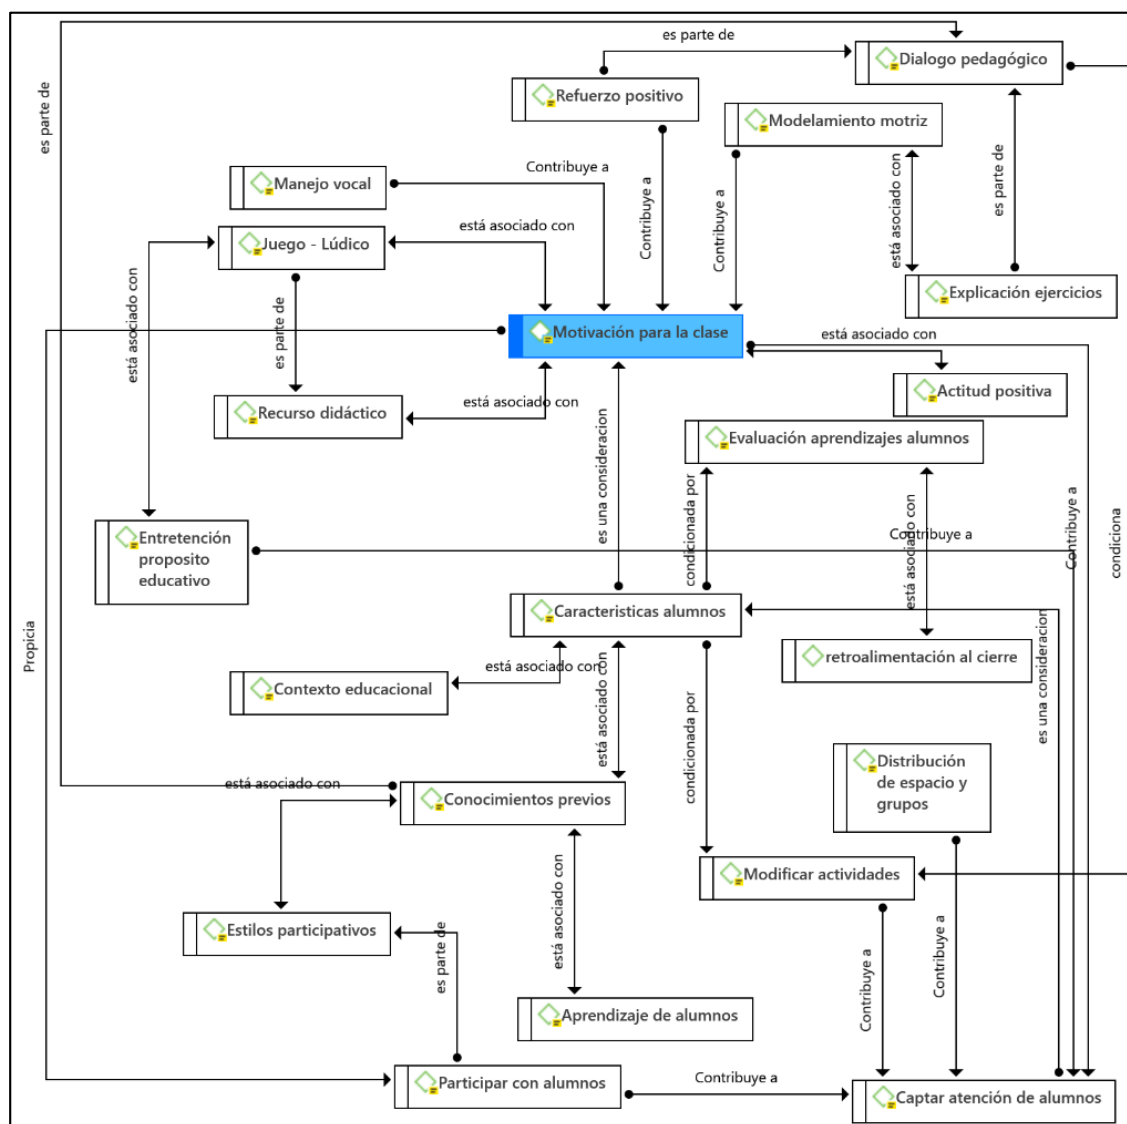 es parte de
Dialogo pedagógico
Refuerzo positivo
es parte de
Modelamiento motriz
Contribuye a
Manejo vocal
Contribuye a
Contribuye a
está asociado con
es parte de
está asociado con
Juego - Lúdico
está asociado con
es parte de
Explicación ejercicios
Motivación para la clase
está asociado con
Actitud positiva
Recurso didáctico
está asociado con
es una consideracion
Evaluación aprendizajes alumnos
condicionada por
está asociado con
Contribuye a
Contribuye a
condiciona
Entretención
proposito
educativo
Caracteristicas alumnos
Propicia
está asociado con
Contexto educacional
está asociado con
retroalimentación al cierre
es una consideracion
condicionada por
Distribución
de espacio y
grupos
está asociado con
Conocimientos previos
está asociado con
Modificar actividades
Estilos participativos
es parte de
Contribuye a
Contribuye a
Aprendizaje de alumnos
Participar con alumnos
Contribuye a
Captar atención de alumnos